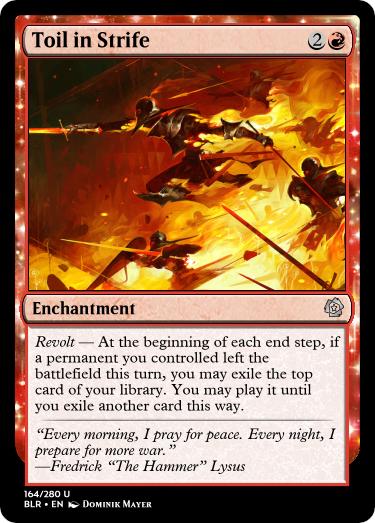 Toil in Strife 2
Enchantment
Revolt — At the beginning of each end step, if
a permanent you controlled left the
battlefield this turn, you may exile the top
card of your library. You may play it until
you exile another card this way.
“Every morning, I pray for peace. Every night, I
prepare for more war.”
—Fredrick “The Hammer” Lysus
164/280 U
BLR • EN Dominik Mayer